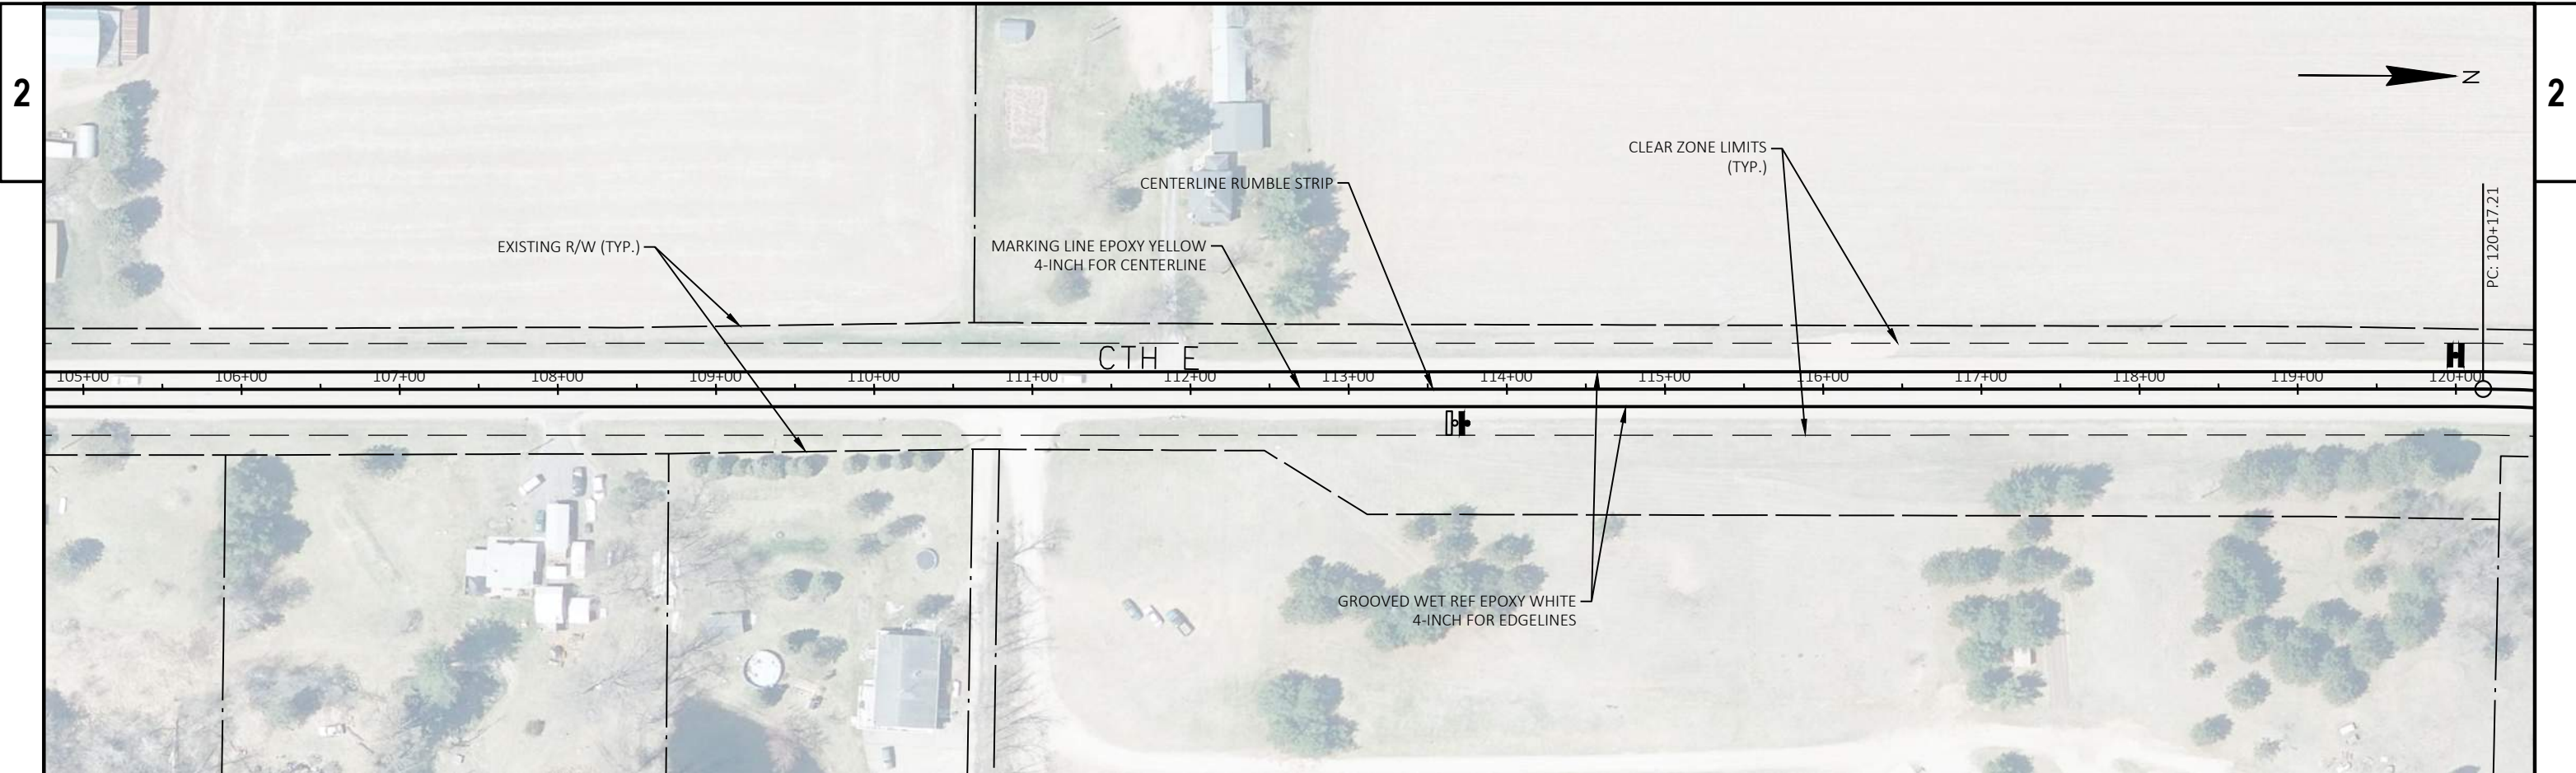 2
2
N
CLEAR ZONE LIMITS
(TYP.)
CENTERLINE RUMBLE STRIP
PC: 120+17.21
EXISTING R/W (TYP.)
MARKING LINE EPOXY YELLOW
4-INCH FOR CENTERLINE
CTH E
105+00 106+00 107+00 108+00 109+00 110+00 111+00 112+00 113+00 114+00 115+00 116+00 117+00 118+00 119+00 120+00
GROOVED WET REF EPOXY WHITE
4-INCH FOR EDGELINES